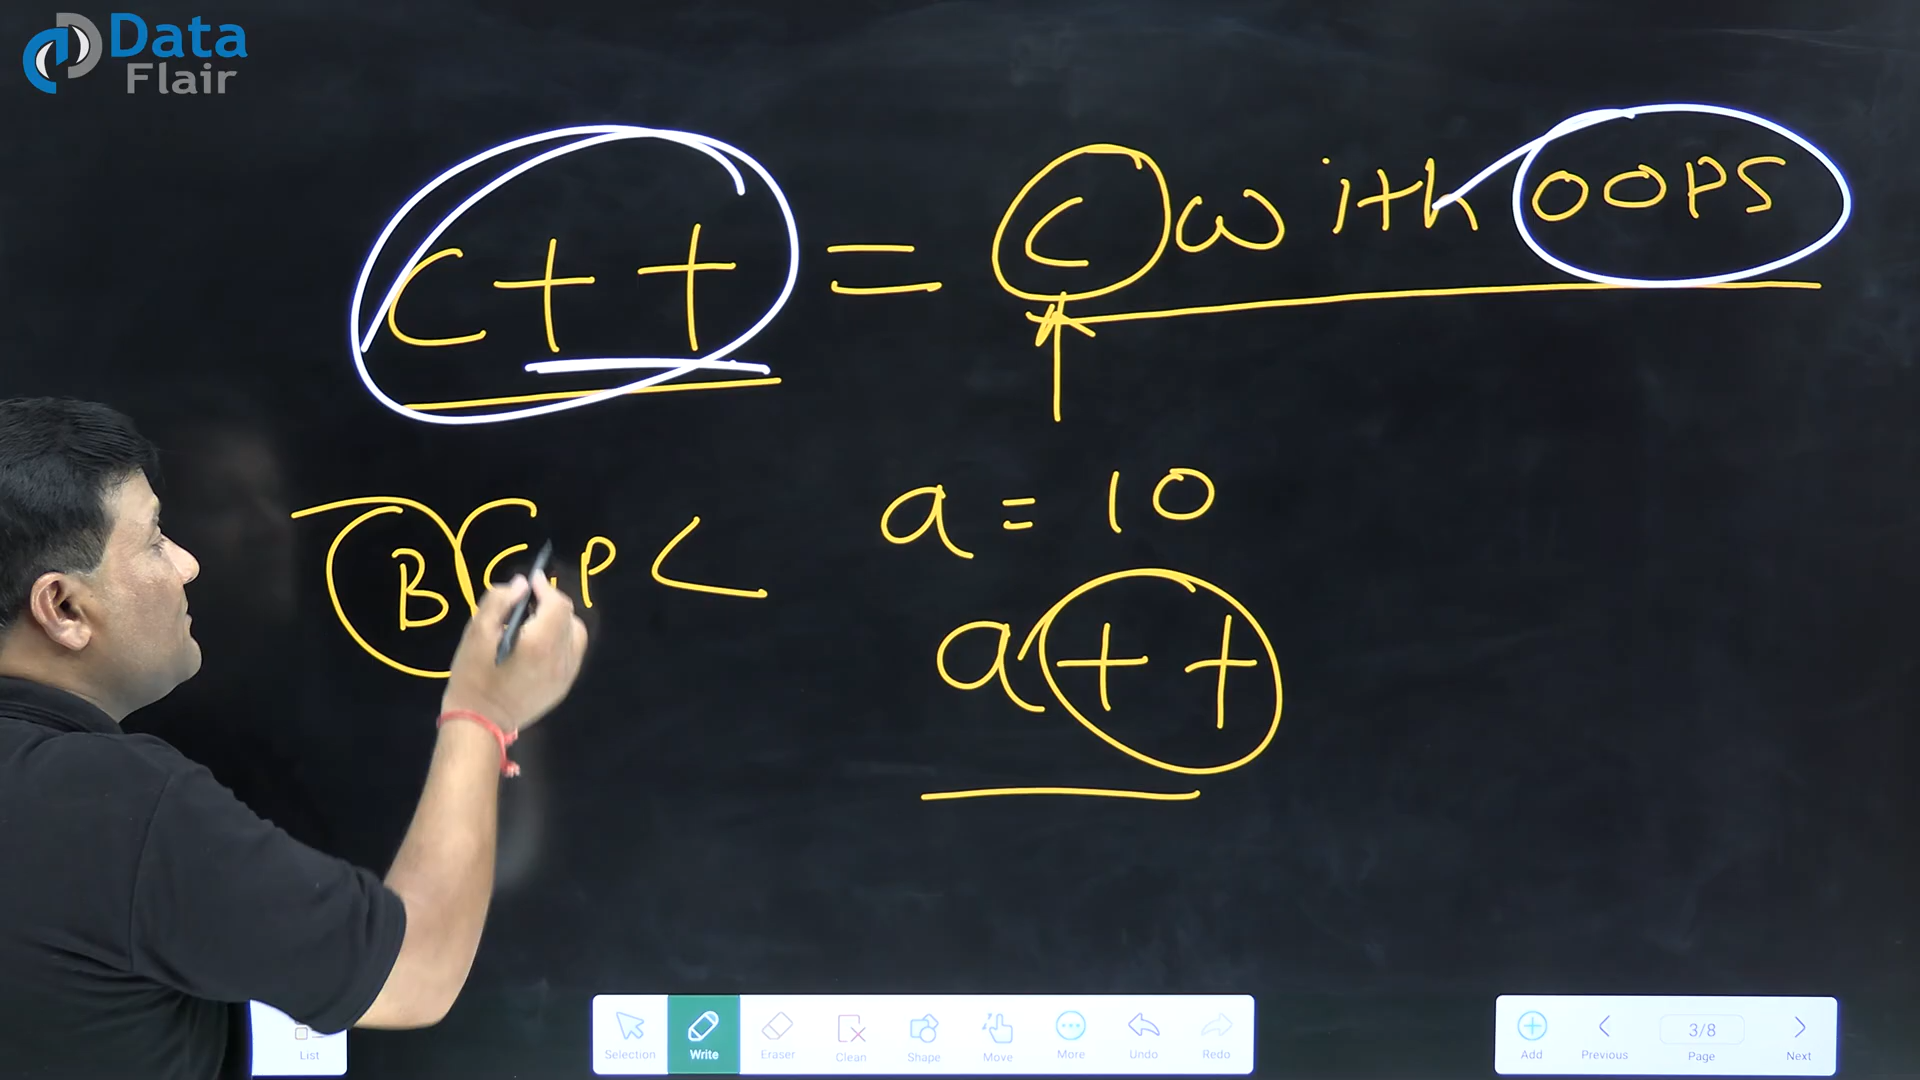 Data
Flair
C++ = C with OOPS
a = 10
B C P L
a++
List
Selection
Write
Eraser
Clean
Shape
Move
More
Undo
Redo
Add
Previous
3/8
Page
Next